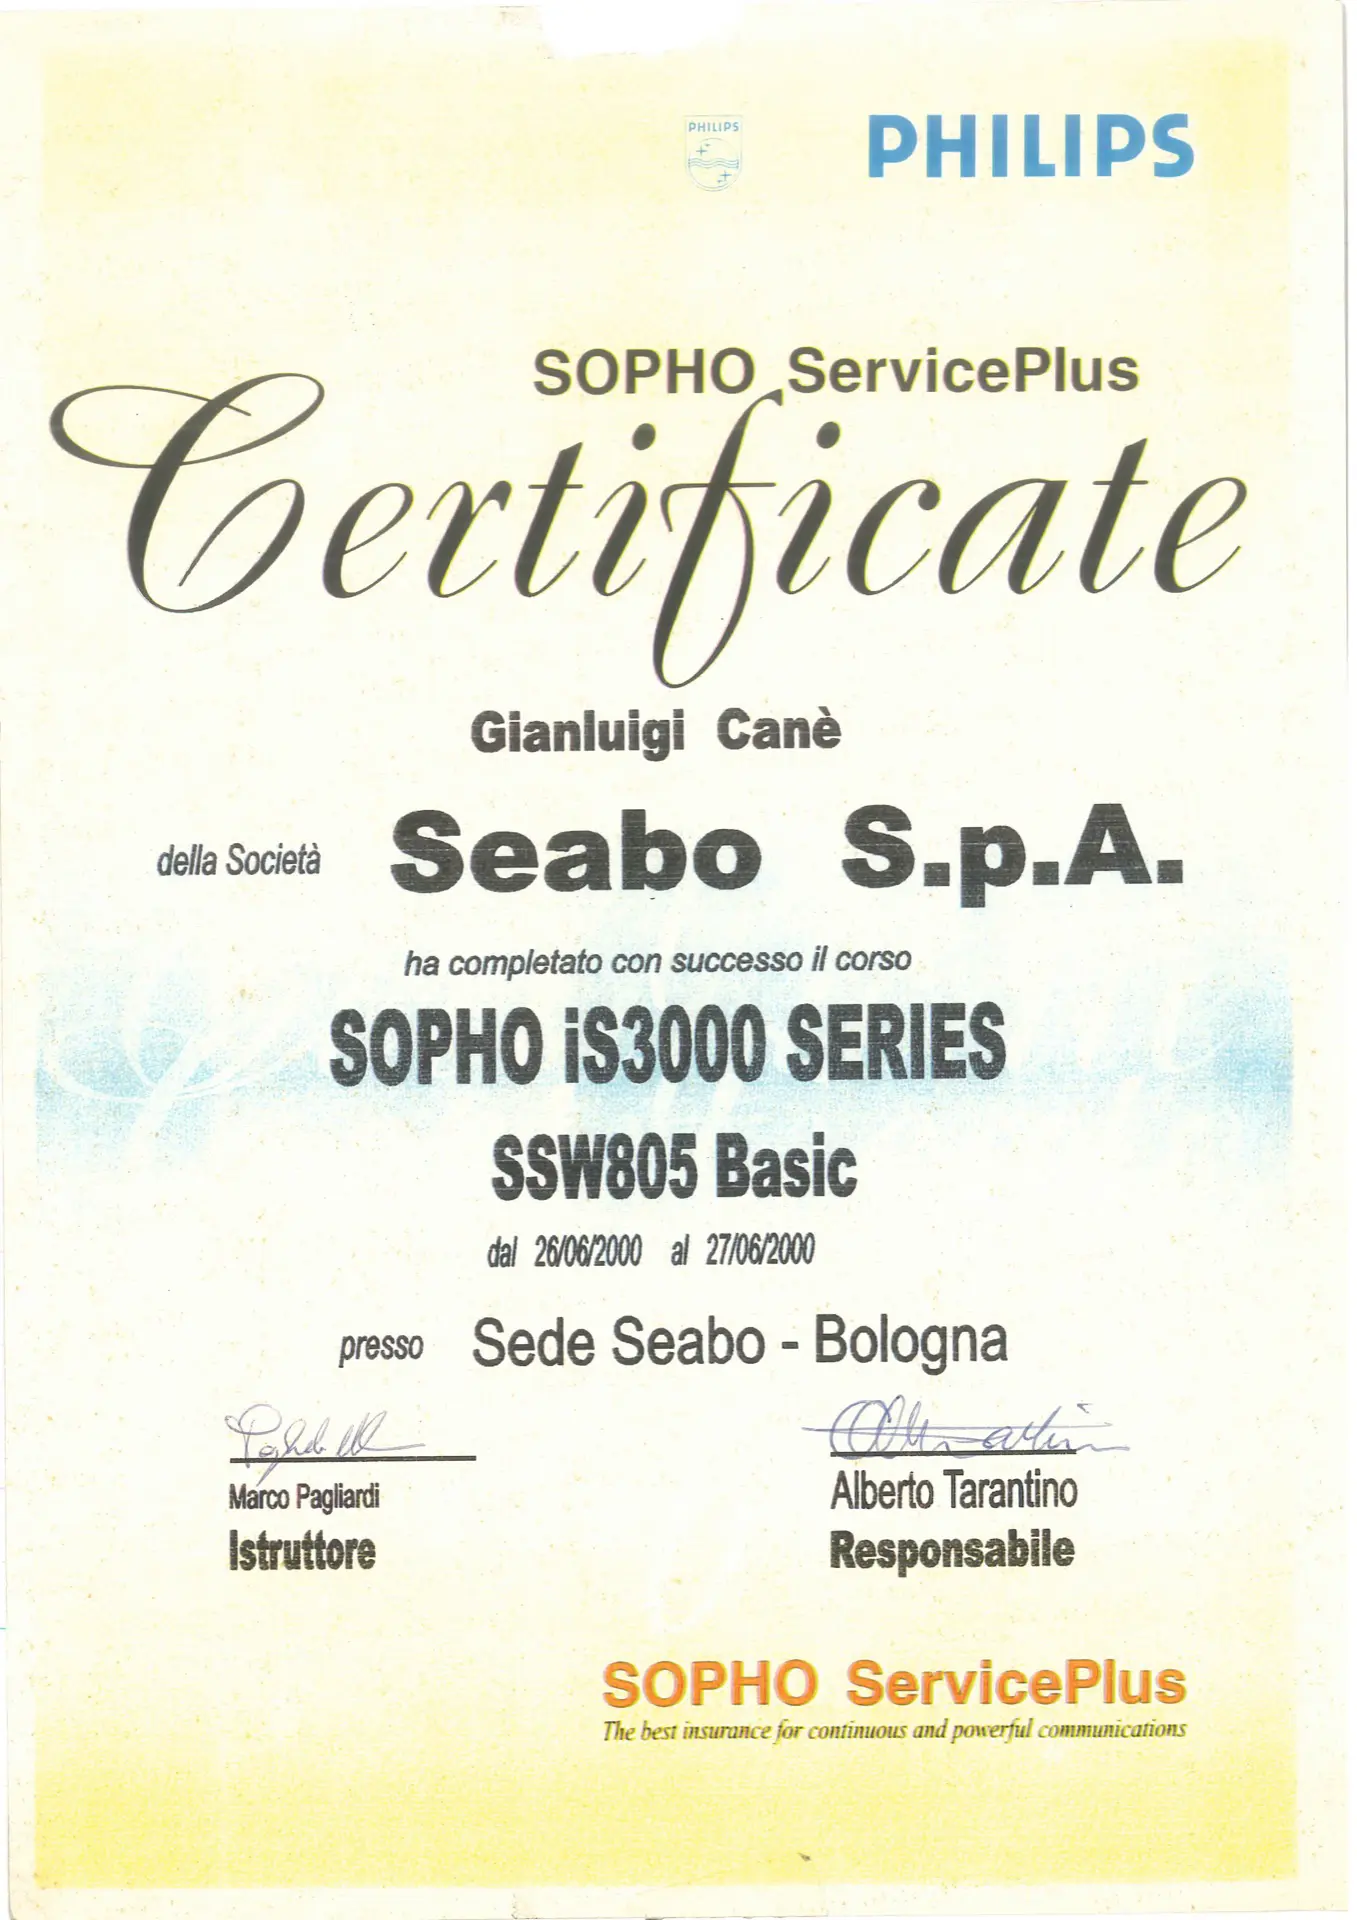 PHILIPS
PHILIPS
SOPHO ServicePlus
Certificate
Gianluigi Canè
della Società Seabo S.p.A.
ha completato con successo il corso
SOPHO iS3000 SERIES
SSW805 Basic
dal 26/06/2000 al 27/06/2000
presso Sede Seabo - Bologna
Marco Pagliardi
Istruttore
Alberto Tarantino
Responsabile
SOPHO ServicePlus
The best insurance for continuous and powerful communications